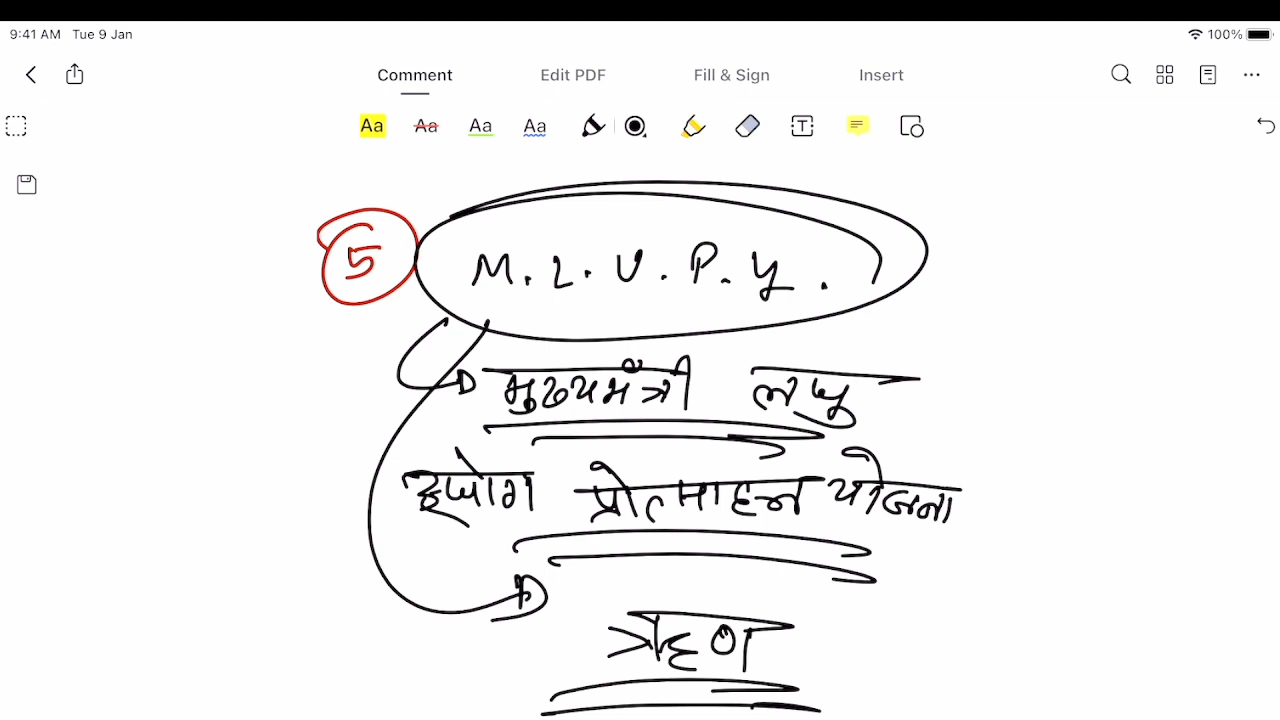 9:41 AM Tue 9 Jan 100%
Comment Edit PDF Fill & Sign Insert
Aa Aa Aa Aa T
5 M. L. U. P. Y.
मुख्यमंत्री लघु
उद्योग प्रोत्साहन योजना
ऋण